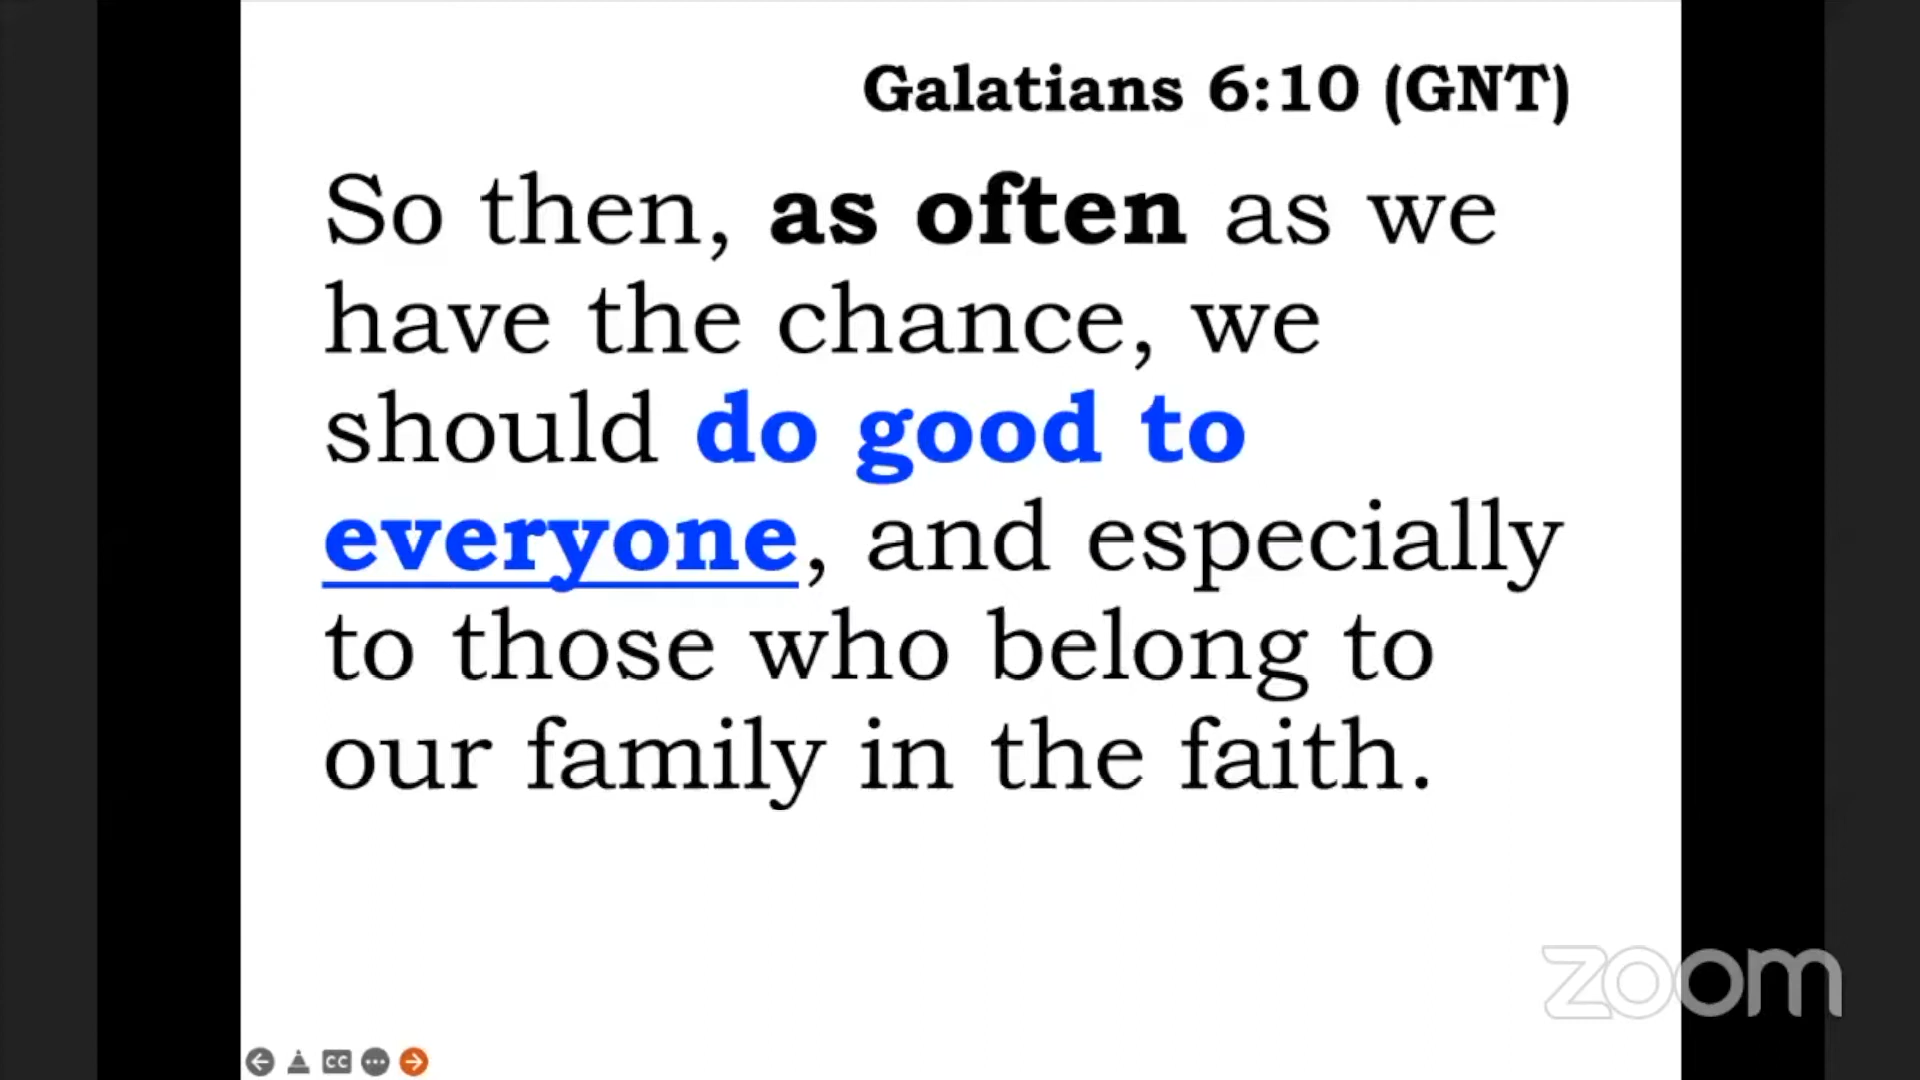 Galatians 6:10 (GNT)
So then, as often as we
have the chance, we
should do good to
everyone, and especially
to those who belong to
our family in the faith.
zoom
CC